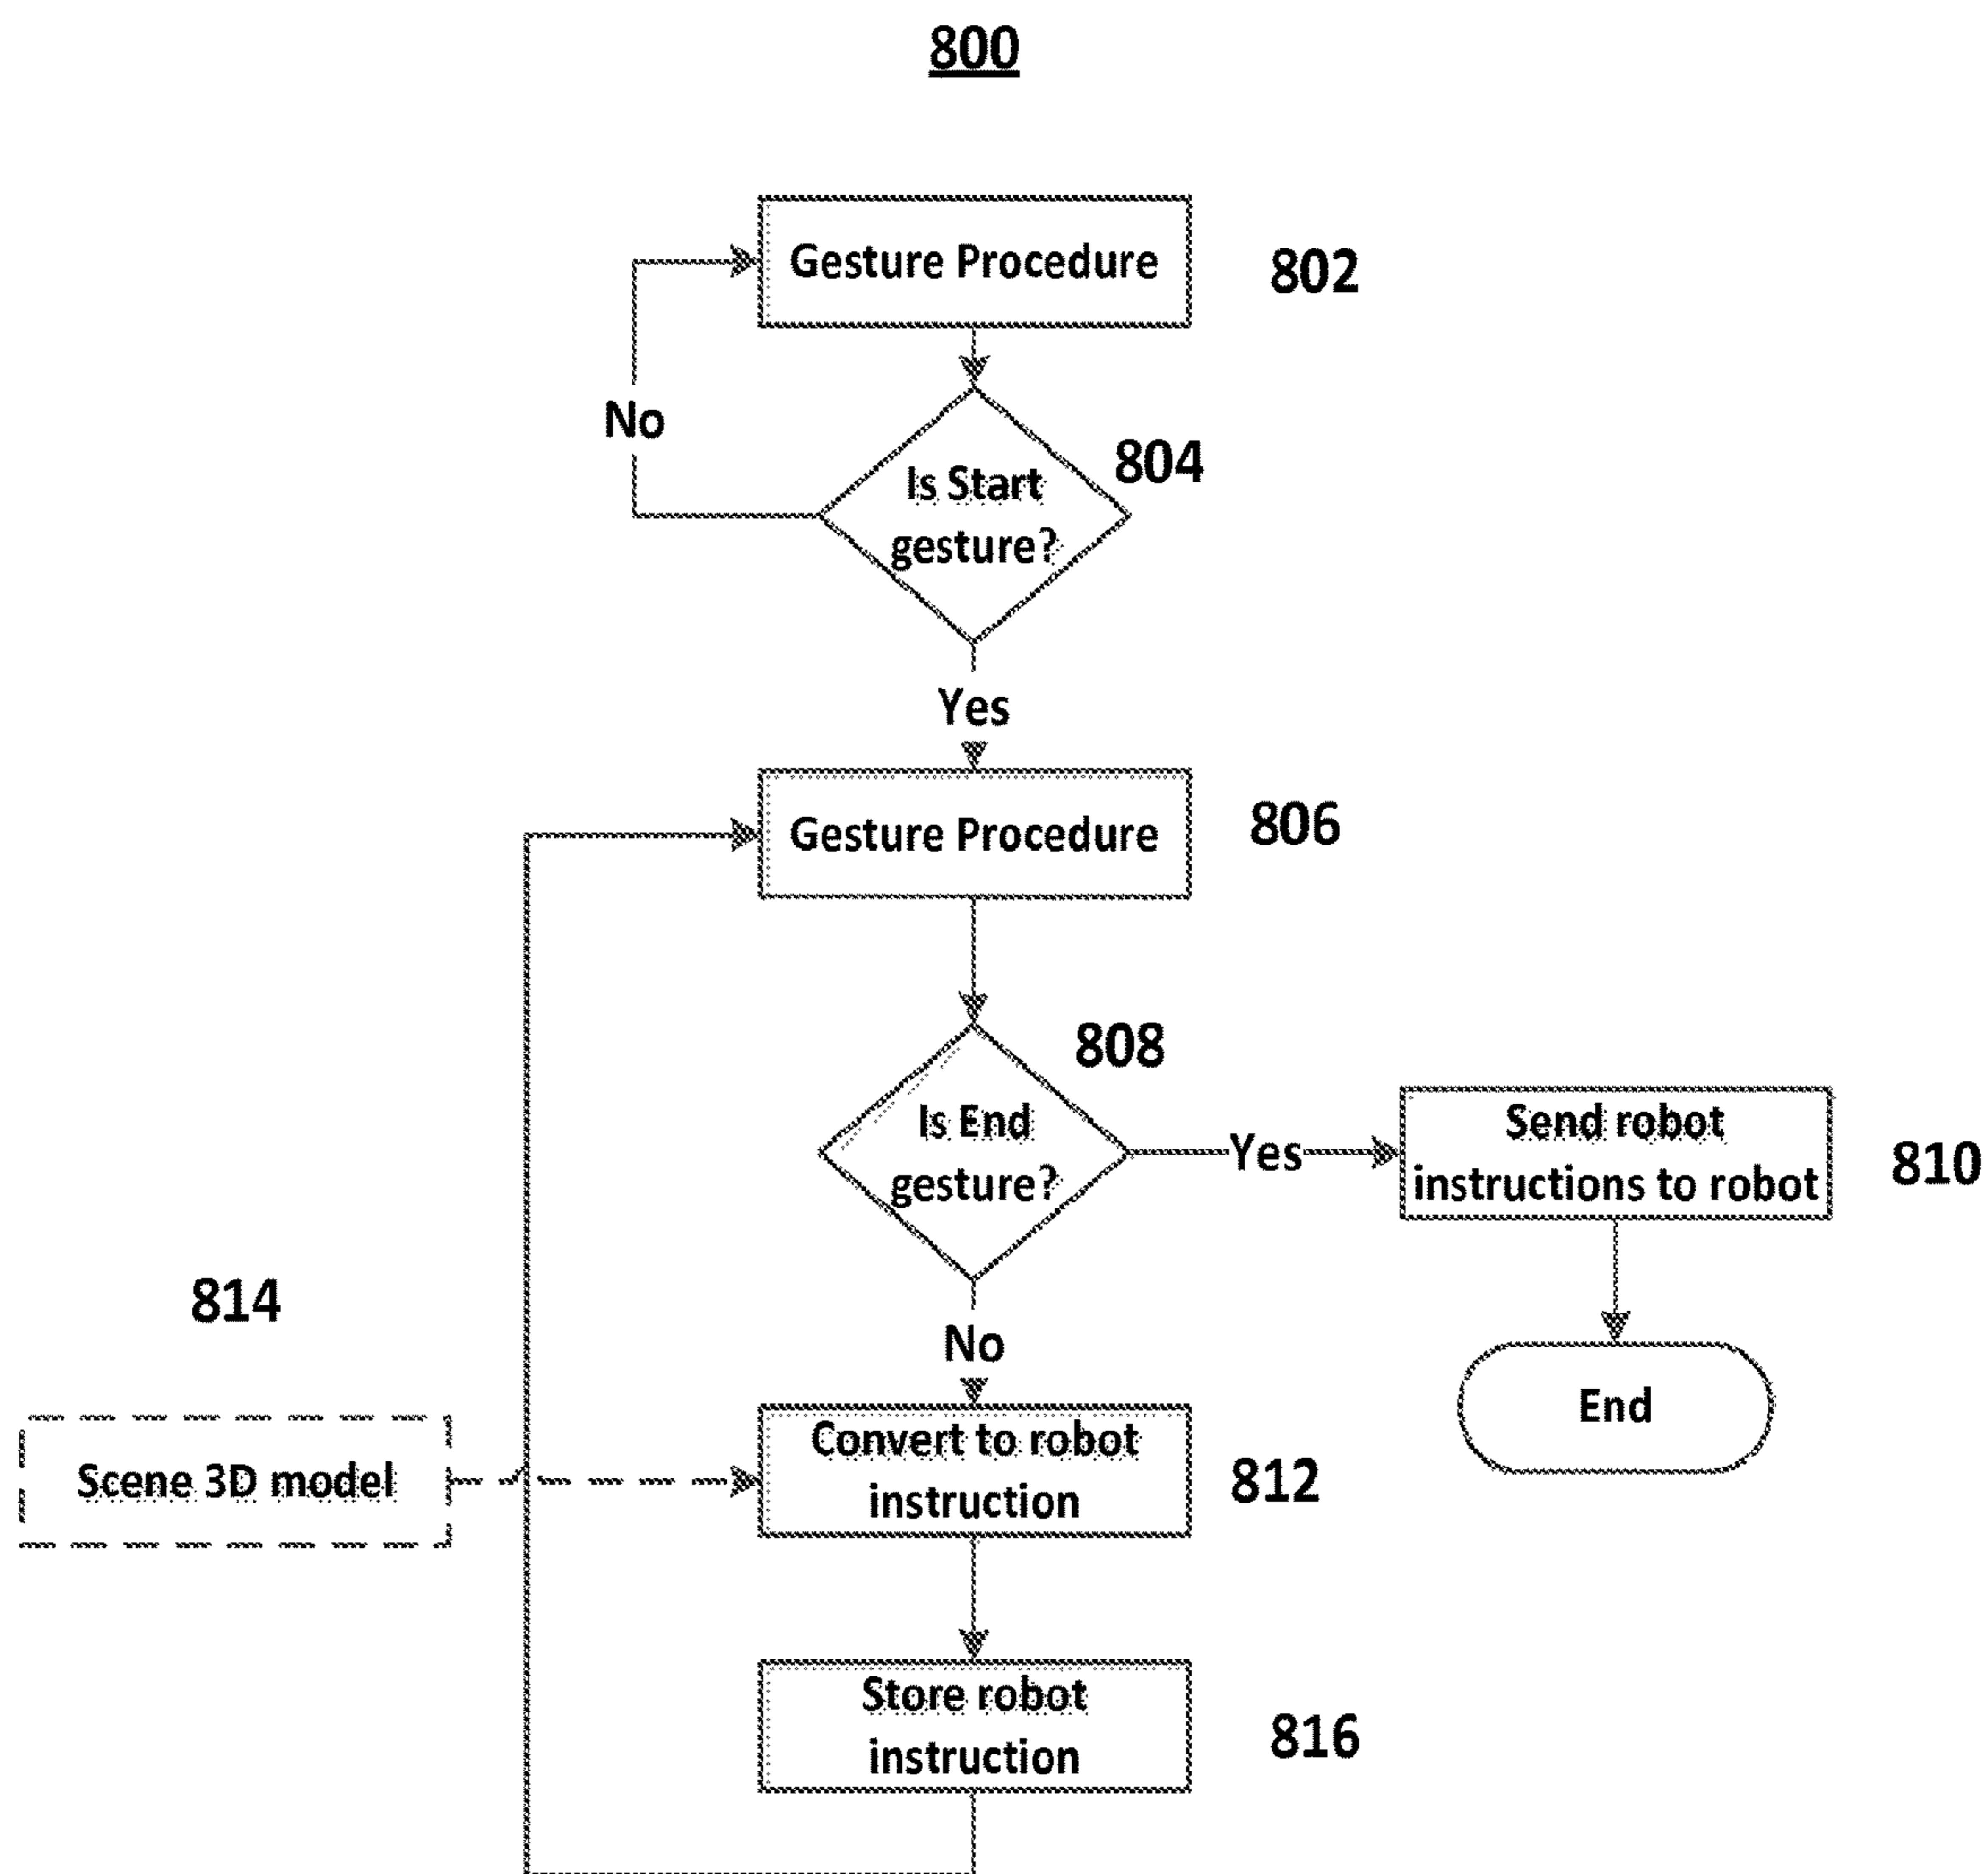 800
Gesture Procedure
802
No
Is Start
gesture?
804
Yes
Gesture Procedure
806
Is End
gesture?
808
Yes
Send robot
instructions to robot
810
End
No
814
Scene 3D model
Convert to robot
instruction
812
Store robot
instruction
816